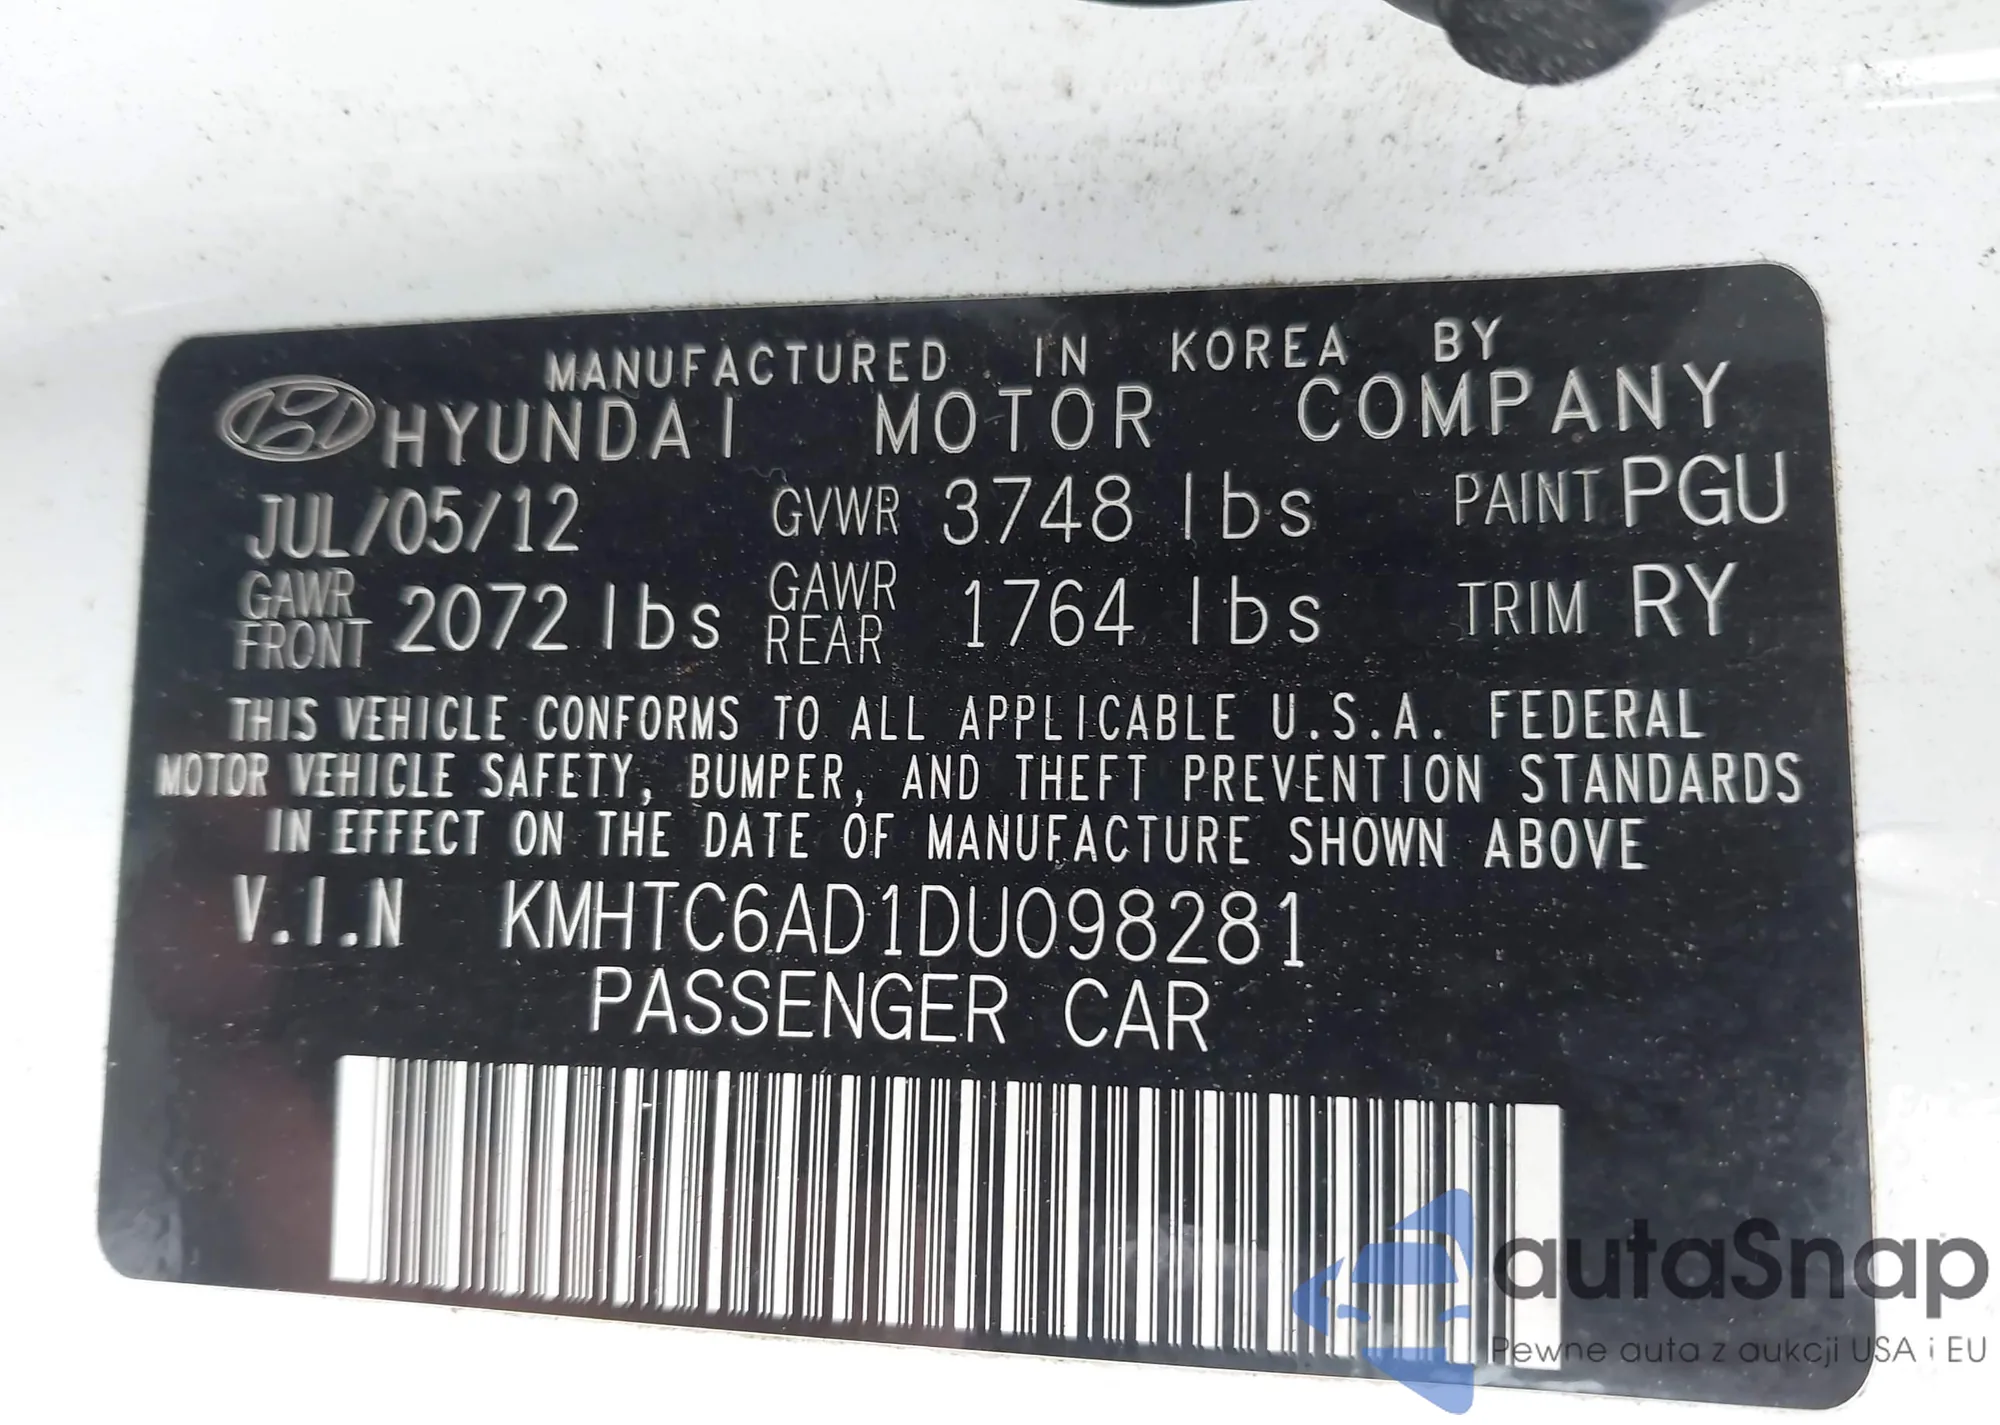 MANUFACTURED IN KOREA BY
HYUNDAI MOTOR COMPANY
JUL/05/12 GVWR 3748 lbs PAINT PGU
GAWR FRONT 2072 lbs GAWR REAR 1764 lbs TRIM RY
THIS VEHICLE CONFORMS TO ALL APPLICABLE U.S.A. FEDERAL
MOTOR VEHICLE SAFETY, BUMPER, AND THEFT PREVENTION STANDARDS
IN EFFECT ON THE DATE OF MANUFACTURE SHOWN ABOVE
V.I.N KMHTC6AD1DU098281
PASSENGER CAR
autaSnap
Pewne auta z aukcji USA i EU